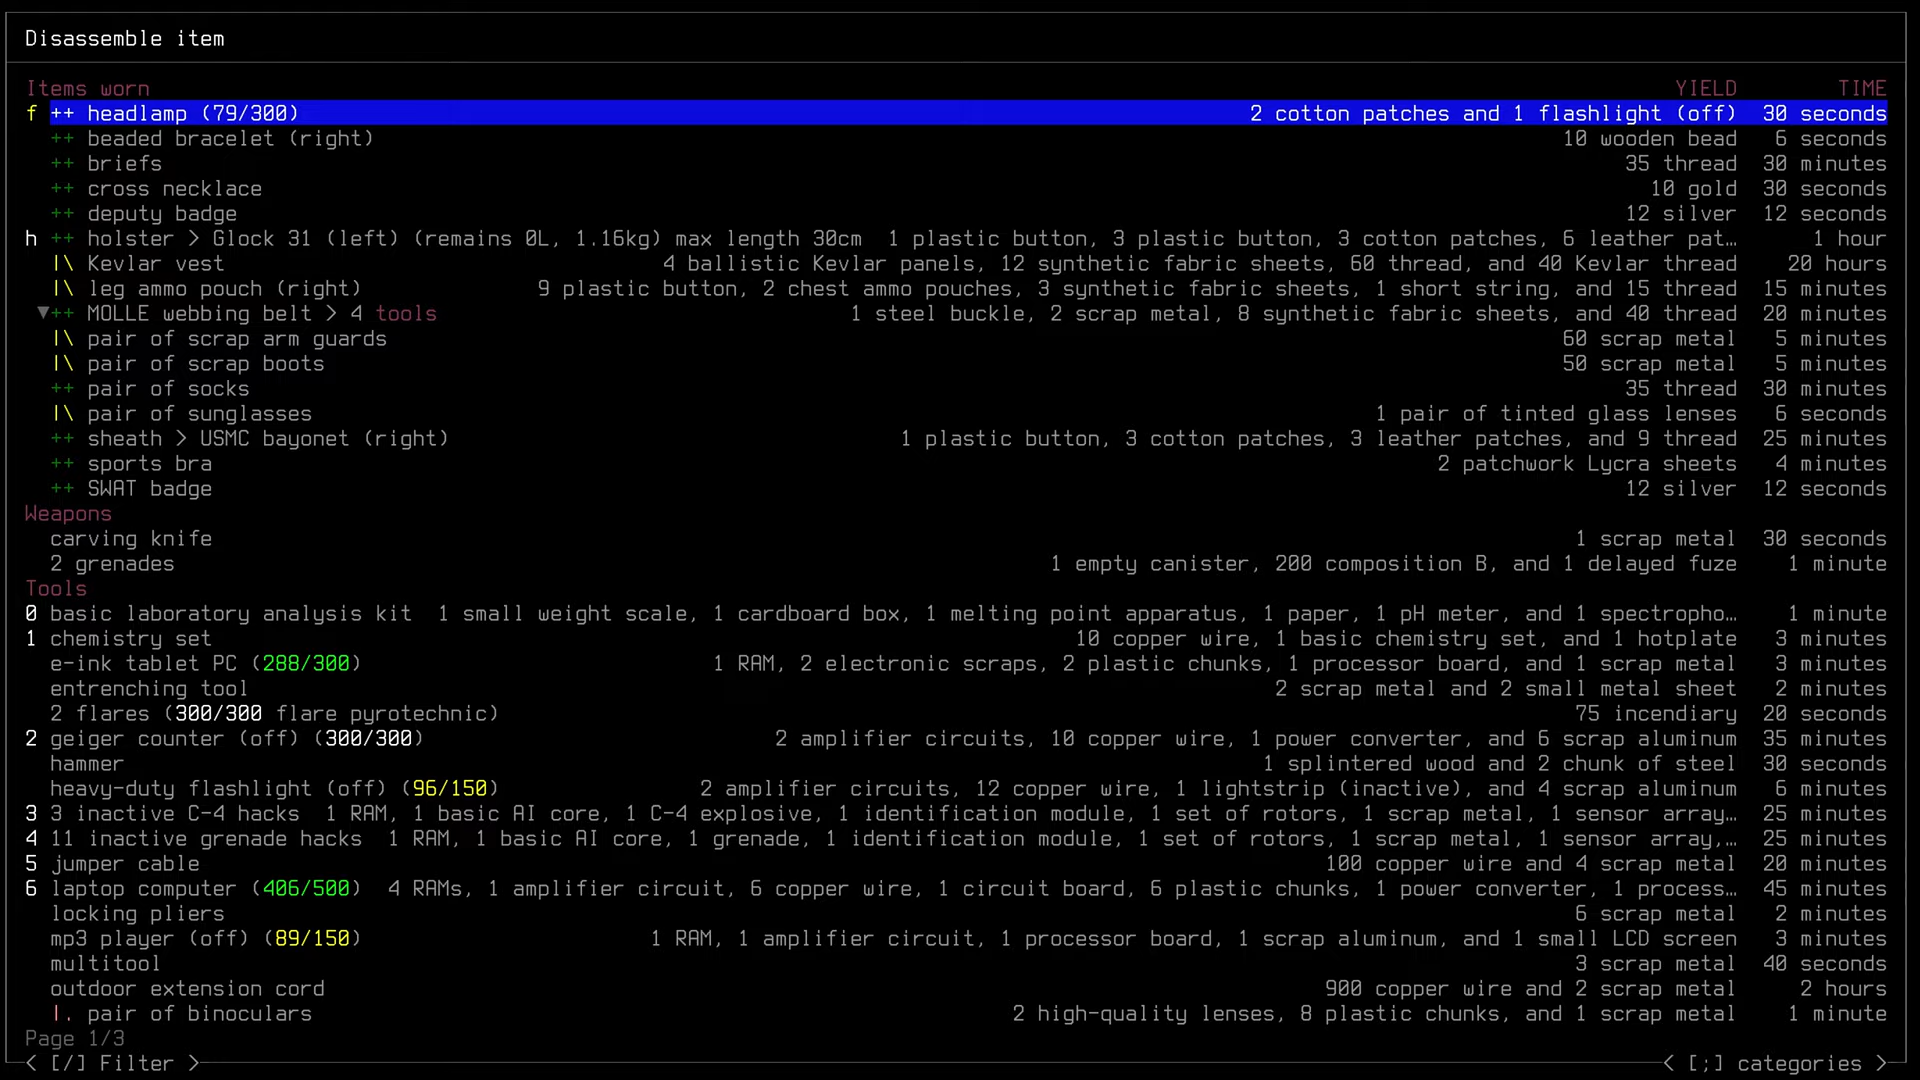 Disassemble item
Items worn YIELD TIME
f ++ headlamp (79/300) 2 cotton patches and 1 flashlight (off) 30 seconds
++ beaded bracelet (right) 10 wooden bead 6 seconds
++ briefs 35 thread 30 minutes
++ cross necklace 10 gold 30 seconds
++ deputy badge 12 silver 12 seconds
h ++ holster > Glock 31 (left) (remains 0L, 1.16kg) max length 30cm 1 plastic button, 3 plastic button, 3 cotton patches, 6 leather pat… 1 hour
|\ Kevlar vest 4 ballistic Kevlar panels, 12 synthetic fabric sheets, 60 thread, and 40 Kevlar thread 20 hours
|\ leg ammo pouch (right) 9 plastic button, 2 chest ammo pouches, 3 synthetic fabric sheets, 1 short string, and 15 thread 15 minutes
▼++ MOLLE webbing belt > 4 tools 1 steel buckle, 2 scrap metal, 8 synthetic fabric sheets, and 40 thread 20 minutes
|\ pair of scrap arm guards 60 scrap metal 5 minutes
|\ pair of scrap boots 50 scrap metal 5 minutes
++ pair of socks 35 thread 30 minutes
|\ pair of sunglasses 1 pair of tinted glass lenses 6 seconds
++ sheath > USMC bayonet (right) 1 plastic button, 3 cotton patches, 3 leather patches, and 9 thread 25 minutes
++ sports bra 2 patchwork Lycra sheets 4 minutes
++ SWAT badge 12 silver 12 seconds
Weapons
carving knife 1 scrap metal 30 seconds
2 grenades 1 empty canister, 200 composition B, and 1 delayed fuze 1 minute
Tools
0 basic laboratory analysis kit 1 small weight scale, 1 cardboard box, 1 melting point apparatus, 1 paper, 1 pH meter, and 1 spectropho… 1 minute
1 chemistry set 10 copper wire, 1 basic chemistry set, and 1 hotplate 3 minutes
e-ink tablet PC (288/300) 1 RAM, 2 electronic scraps, 2 plastic chunks, 1 processor board, and 1 scrap metal 3 minutes
entrenching tool 2 scrap metal and 2 small metal sheet 2 minutes
2 flares (300/300 flare pyrotechnic) 75 incendiary 20 seconds
2 geiger counter (off) (300/300) 2 amplifier circuits, 10 copper wire, 1 power converter, and 6 scrap aluminum 35 minutes
hammer 1 splintered wood and 2 chunk of steel 30 seconds
heavy-duty flashlight (off) (96/150) 2 amplifier circuits, 12 copper wire, 1 lightstrip (inactive), and 4 scrap aluminum 6 minutes
3 3 inactive C-4 hacks 1 RAM, 1 basic AI core, 1 C-4 explosive, 1 identification module, 1 set of rotors, 1 scrap metal, 1 sensor array… 25 minutes
4 11 inactive grenade hacks 1 RAM, 1 basic AI core, 1 grenade, 1 identification module, 1 set of rotors, 1 scrap metal, 1 sensor array,… 25 minutes
5 jumper cable 100 copper wire and 4 scrap metal 20 minutes
6 laptop computer (406/500) 4 RAMs, 1 amplifier circuit, 6 copper wire, 1 circuit board, 6 plastic chunks, 1 power converter, 1 process… 45 minutes
locking pliers 6 scrap metal 2 minutes
mp3 player (off) (89/150) 1 RAM, 1 amplifier circuit, 1 processor board, 1 scrap aluminum, and 1 small LCD screen 3 minutes
multitool 3 scrap metal 40 seconds
outdoor extension cord 900 copper wire and 2 scrap metal 2 hours
|. pair of binoculars 2 high-quality lenses, 8 plastic chunks, and 1 scrap metal 1 minute
Page 1/3
< [/] Filter > < [;] categories >